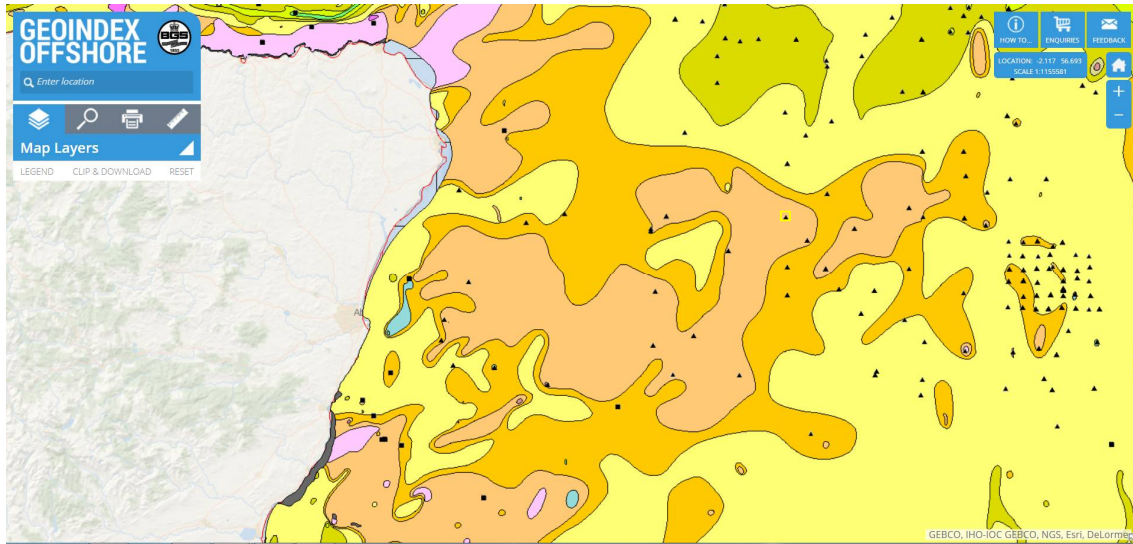 GEOINDEX
OFFSHORE
BGS
Enter location
Map Layers
LEGEND CLIP & DOWNLOAD RESET
HOW TO... ENQUIRIES FEEDBACK
LOCATION: -2.117 56.693
SCALE 1:1155581
+
−
GEBCO, IHO-IOC GEBCO, NGS, Esri, DeLorme